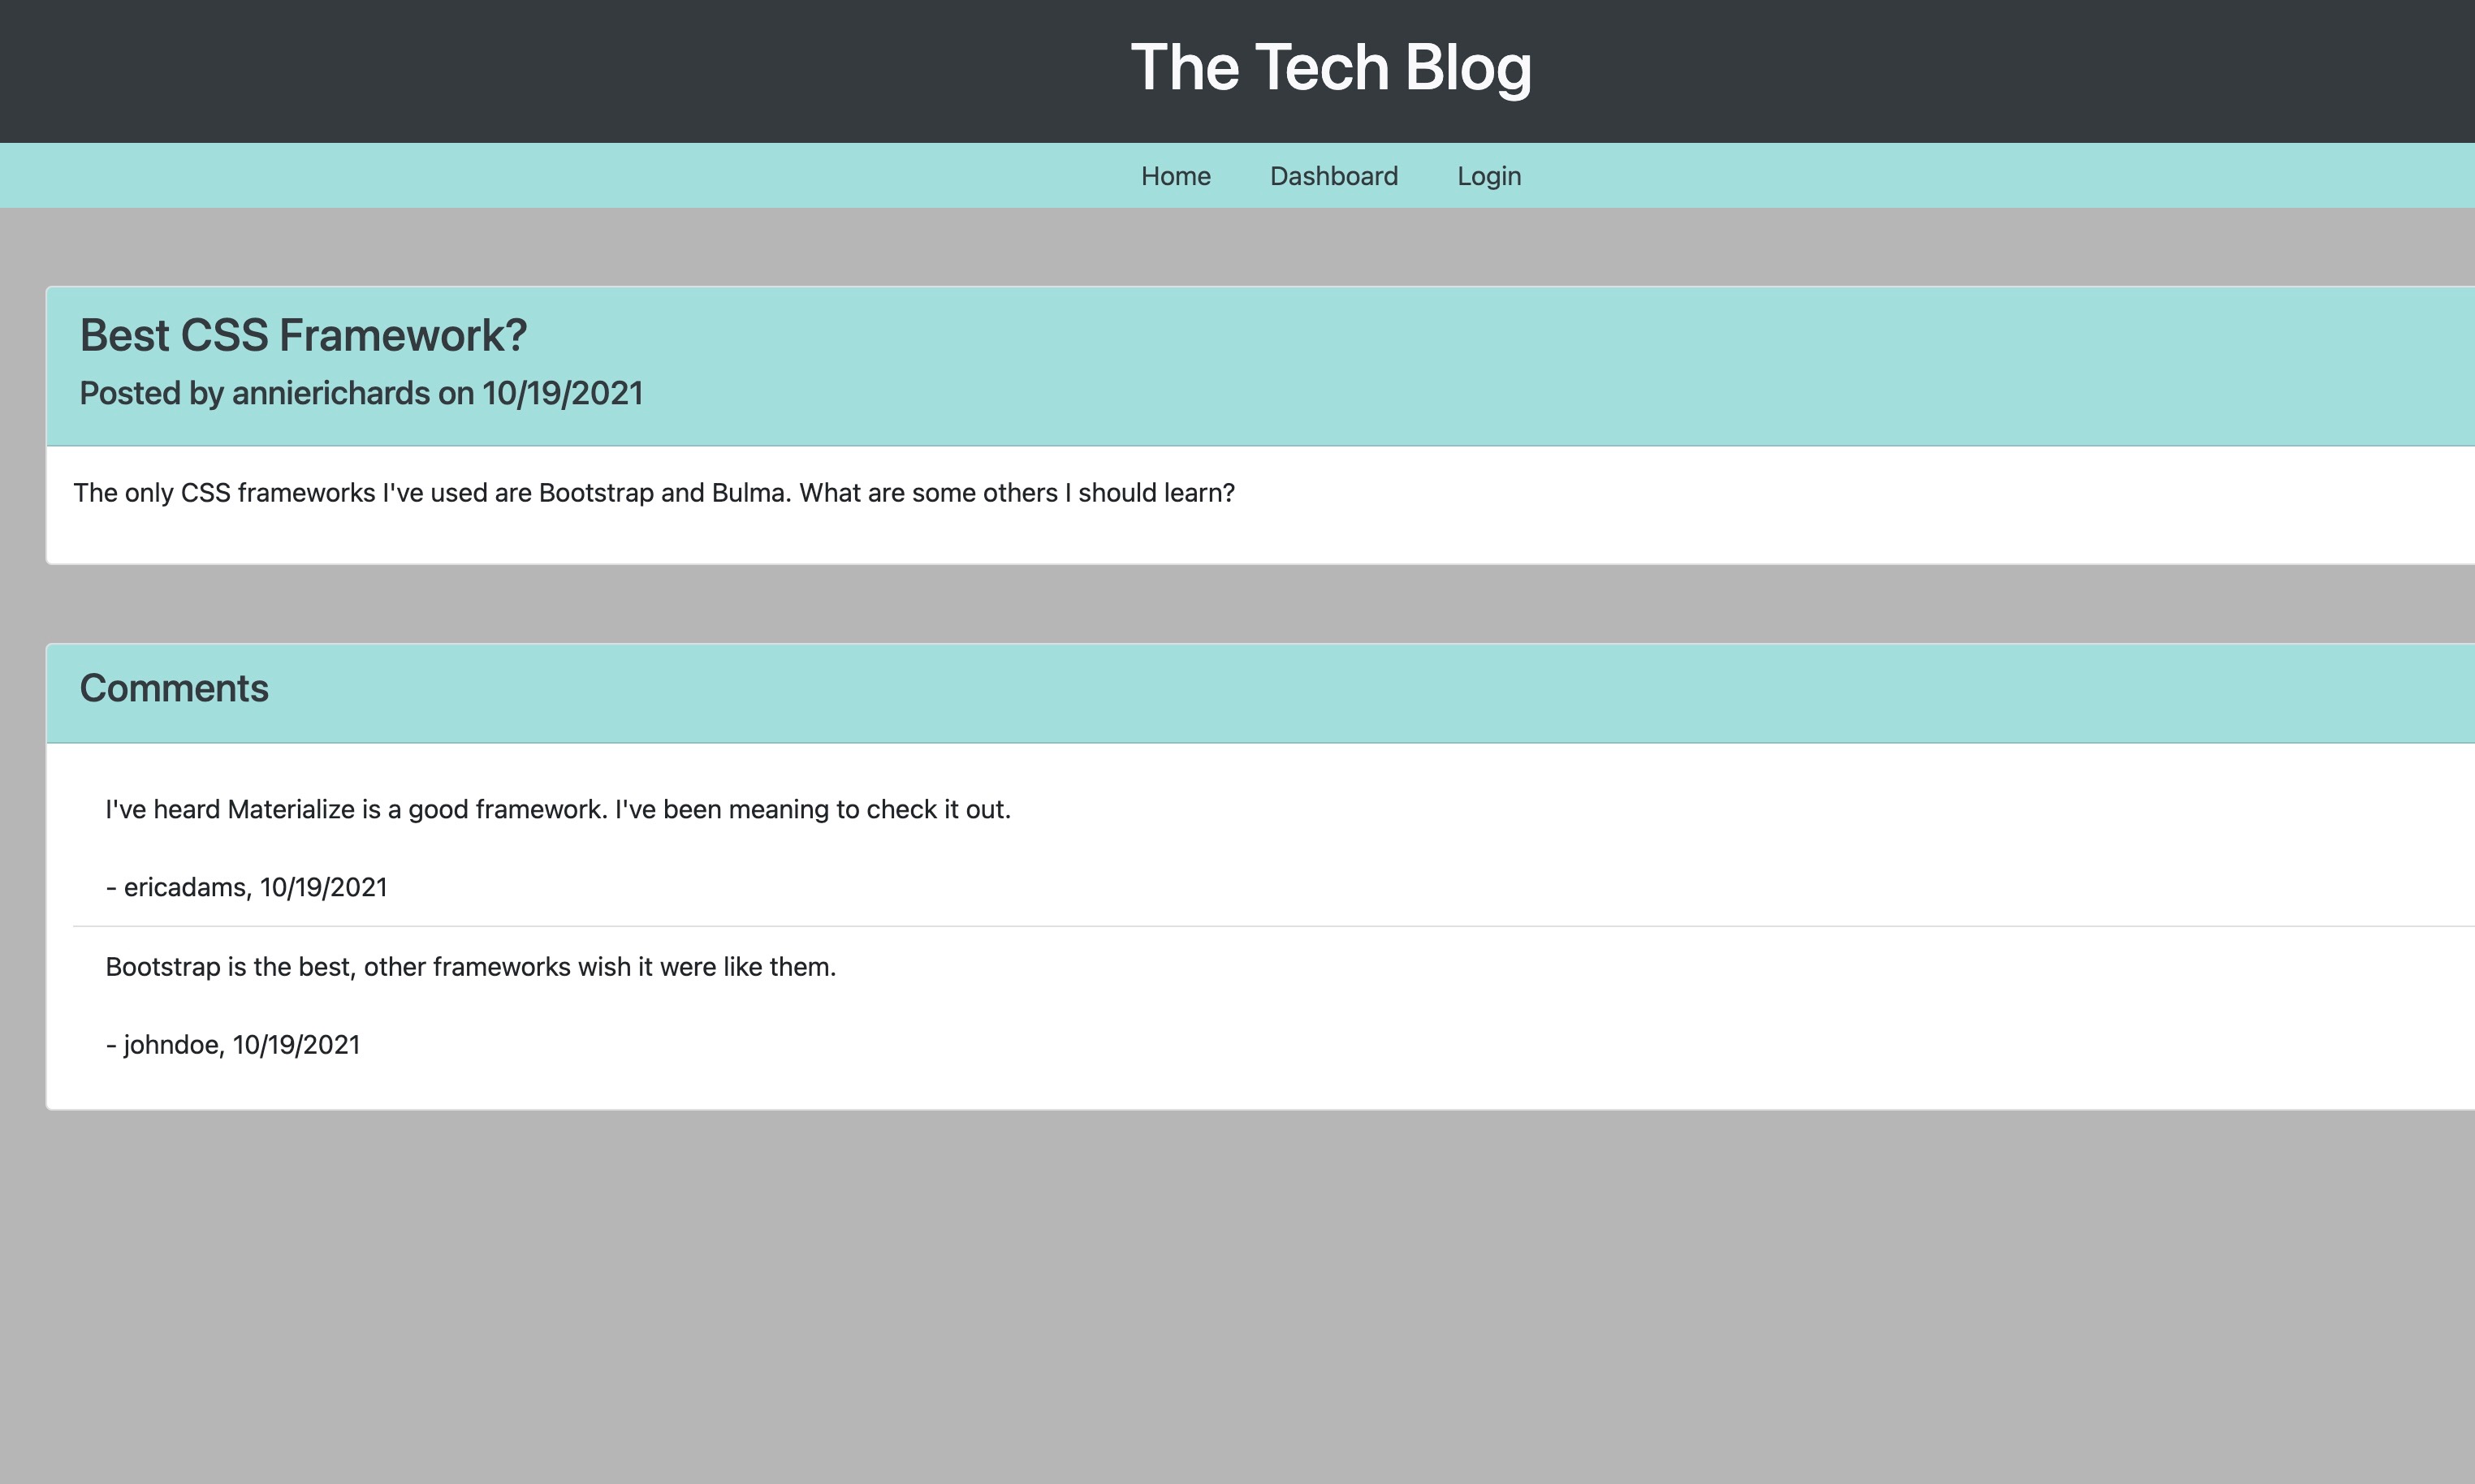 The Tech Blog
Home Dashboard Login
Best CSS Framework?
Posted by annierichards on 10/19/2021
The only CSS frameworks I've used are Bootstrap and Bulma. What are some others I should learn?
Comments
I've heard Materialize is a good framework. I've been meaning to check it out.
- ericadams, 10/19/2021
Bootstrap is the best, other frameworks wish it were like them.
- johndoe, 10/19/2021